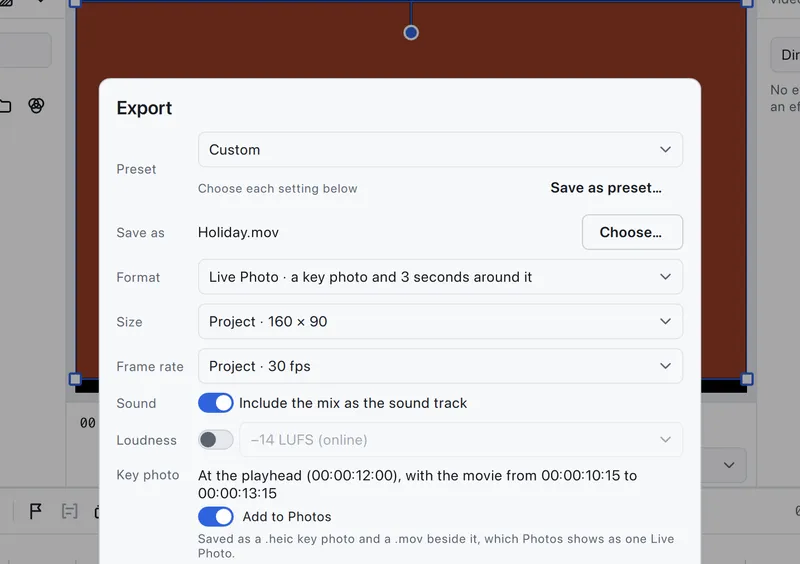 Export
Preset
Custom
Choose each setting below
Save as preset...
Save as
Holiday.mov
Choose...
Format
Live Photo · a key photo and 3 seconds around it
Size
Project · 160 × 90
Frame rate
Project · 30 fps
Sound
Include the mix as the sound track
Loudness
−14 LUFS (online)
Key photo
At the playhead (00:00:12:00), with the movie from 00:00:10:15 to
00:00:13:15
Add to Photos
Saved as a .heic key photo and a .mov beside it, which Photos shows as one Live
Photo.
00
Dir
No e
an ef